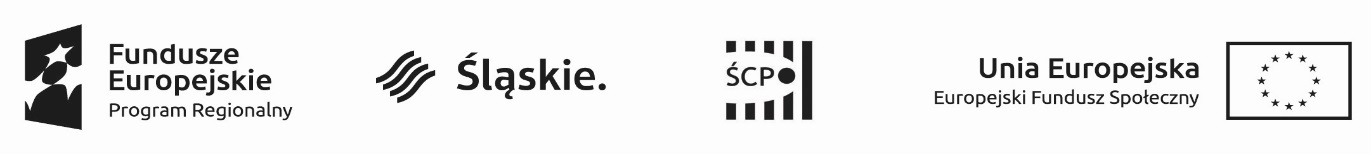 Fundusze
Europejskie
Program Regionalny
Śląskie.
ŚCP
Unia Europejska
Europejski Fundusz Społeczny